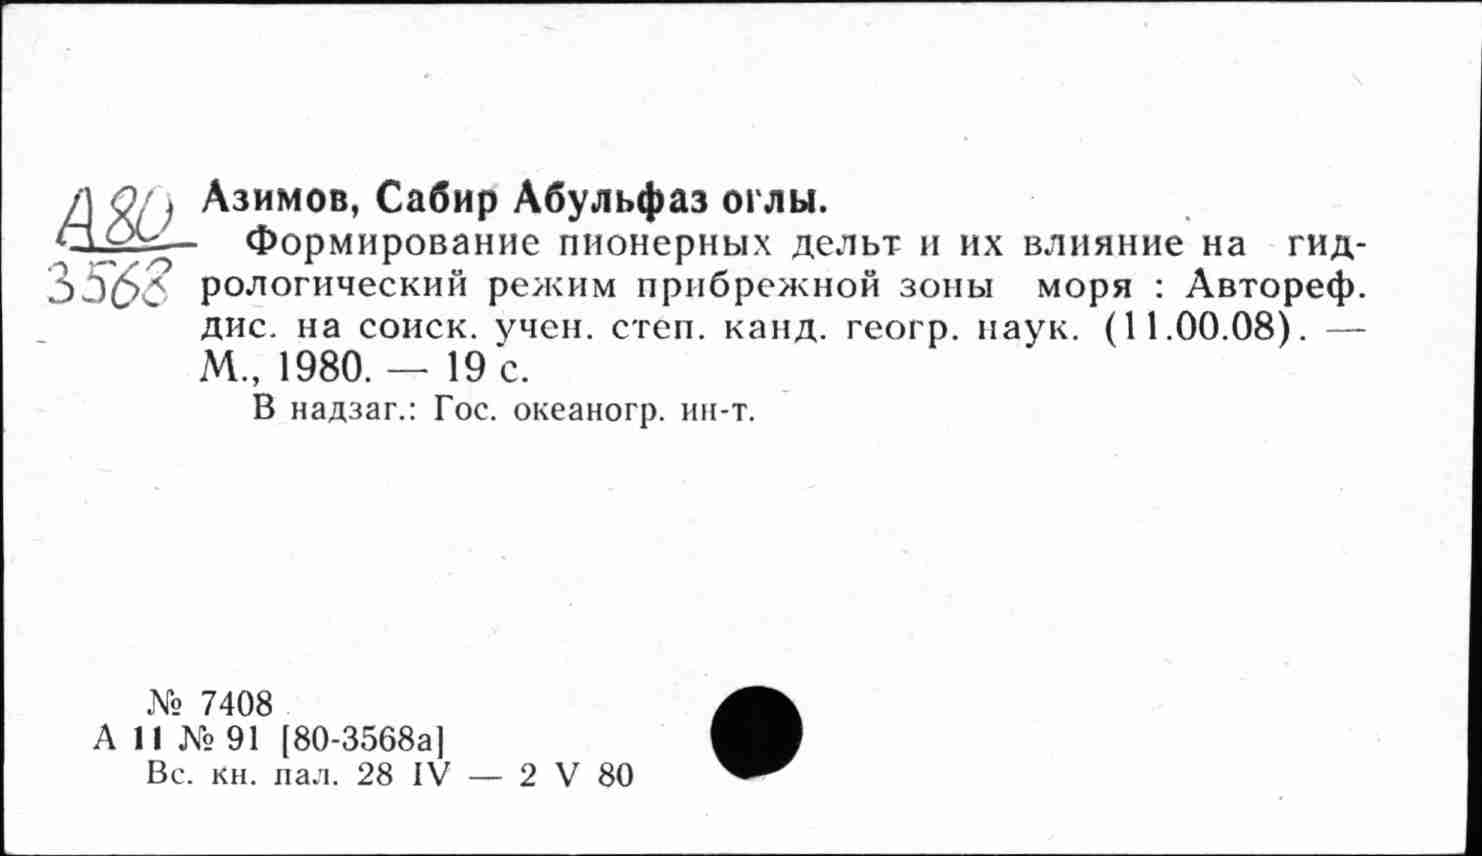 А80
3568
Азимов, Сабир Абульфаз оглы.
Формирование пионерных дельт и их влияние на гид-
рологический режим прибрежной зоны моря : Автореф.
дис. на соиск. учен. степ. канд. геогр. наук. (11.00.08). —
М., 1980. — 19 с.
В надзаг.: Гос. океаногр. ин-т.
№ 7408
А 11 № 91 [80-3568а]
Вс. кн. пал. 28 IV — 2 V 80